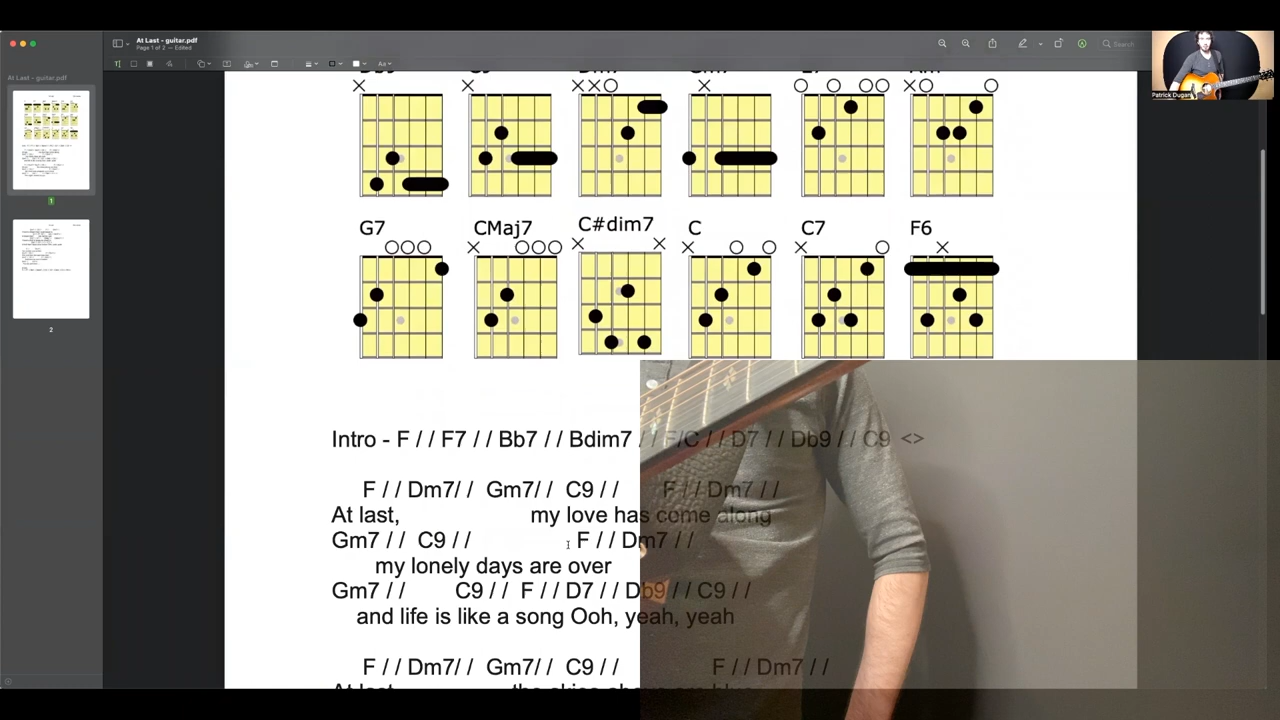 At Last - guitar.pdf
Page 1 of 2 — Edited
Search
Patrick Dugan
At Last - guitar.pdf
1
2
G7 CMaj7 C#dim7 C C7 F6
Intro - F / / F7 / / Bb7 / / Bdim7 / / F/C / / D7 / / Db9 / / C9 <>
F / / Dm7/ / Gm7/ / C9 / / F / / Dm7 / /
At last, my love has come along
Gm7 / / C9 / / F / / Dm7 / /
my lonely days are over
Gm7 / / C9 / / F / / D7 / / Db9 / / C9 / /
and life is like a song Ooh, yeah, yeah
F / / Dm7/ / Gm7/ / C9 / / F / / Dm7 / /